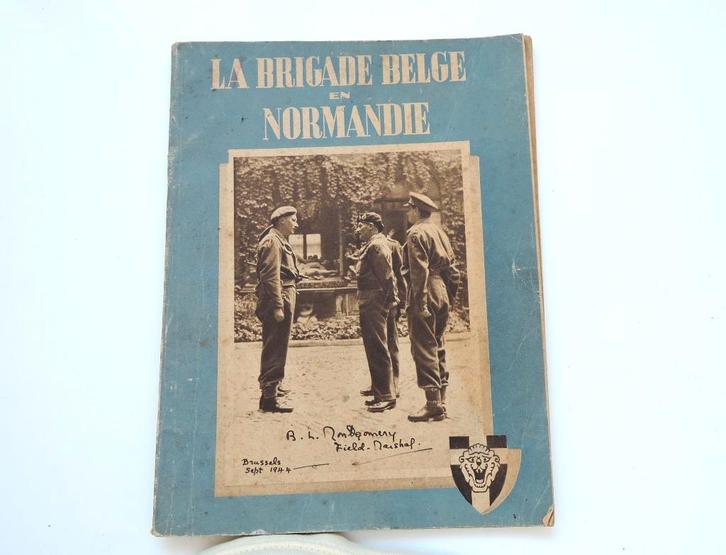 LA BRIGADE BELGE
EN
NORMANDIE
B. L. Montgomery
Field-Marshal.
Brussels
Sept 1944